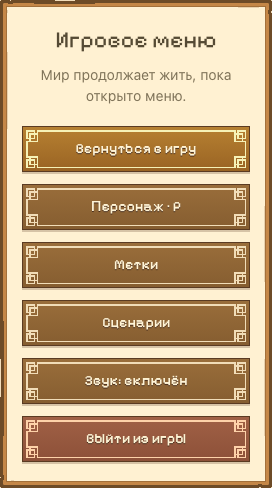 Игровое меню
Мир продолжает жить, пока
открыто меню.
Вернуться в игру
Персонаж · P
Метки
Сценарии
Звук: включён
Выйти из игры